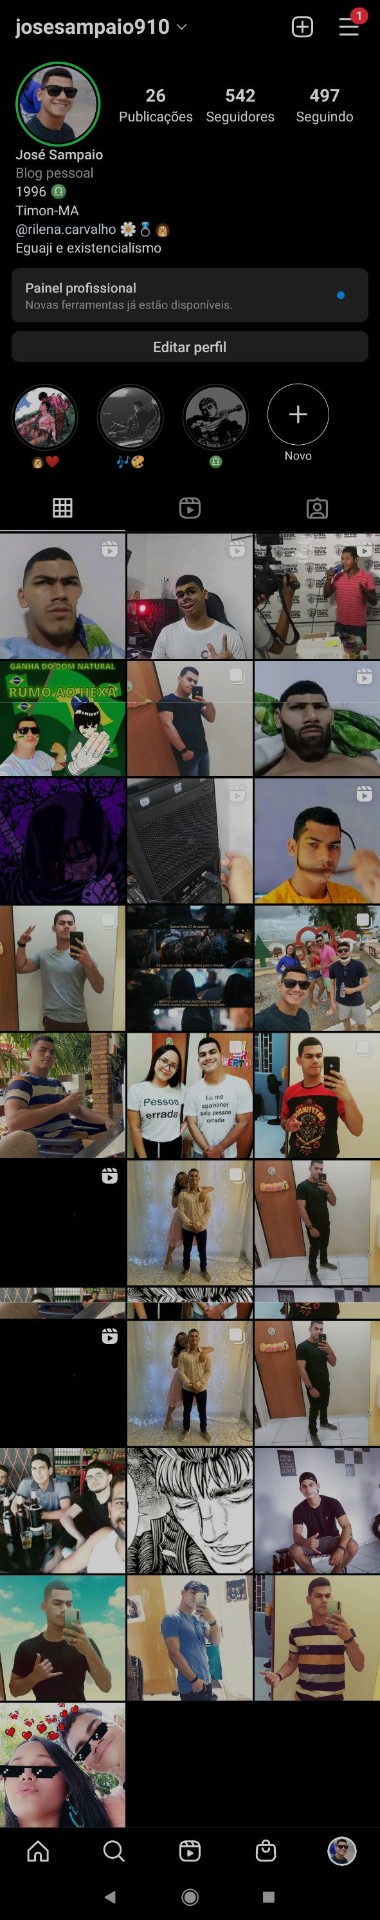 josesampaio910
1
26
542
497
Publicações
Seguidores
Seguindo
José Sampaio
Blog pessoal
1996 ♎
Timon-MA
@rilena.carvalho 🌼💍👩
Eguaji e existencialismo
Painel profissional
Novas ferramentas já estão disponíveis.
Editar perfil
Novo
GANHA DO DOM NATURAL
RUMO AO HEXA
Pessoa
errada
Eu me
apaixonei
pela pessoa
errada